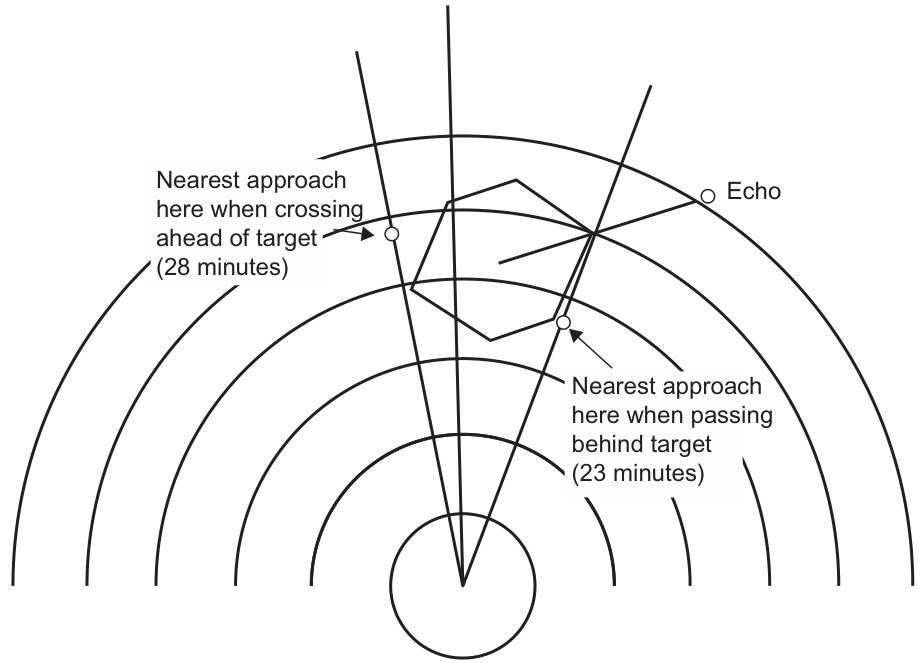 Nearest approach
here when crossing
ahead of target
(28 minutes)
Echo
Nearest approach
here when passing
behind target
(23 minutes)